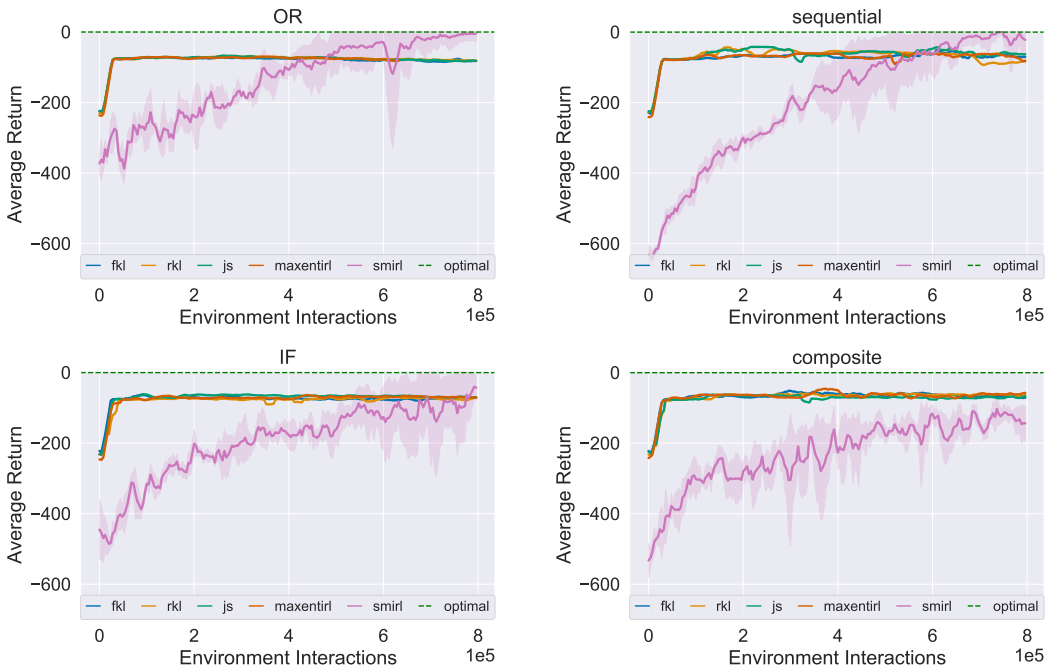 OR
0
−200
−400
−600
Average Return
fkl rkl js maxentirl smirl optimal
0 2 4 6 8
1e5
Environment Interactions
sequential
0
−200
−400
−600
Average Return
fkl rkl js maxentirl smirl optimal
0 2 4 6 8
1e5
Environment Interactions
IF
0
−200
−400
−600
Average Return
fkl rkl js maxentirl smirl optimal
0 2 4 6 8
1e5
Environment Interactions
composite
0
−200
−400
−600
Average Return
fkl rkl js maxentirl smirl optimal
0 2 4 6 8
1e5
Environment Interactions